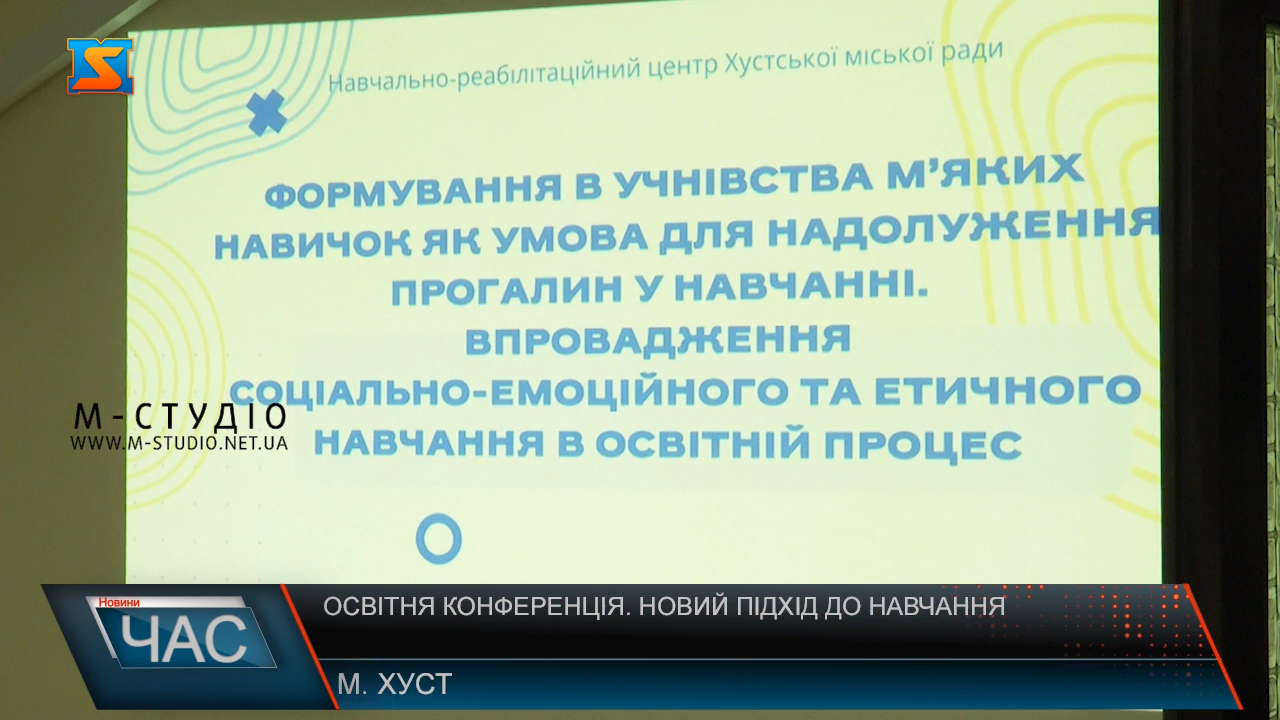 Навчально-реабілітаційний центр Хустської міської ради
ФОРМУВАННЯ В УЧНІВСТВА М’ЯКИХ
НАВИЧОК ЯК УМОВА ДЛЯ НАДОЛУЖЕННЯ
ПРОГАЛИН У НАВЧАННІ.
ВПРОВАДЖЕННЯ
СОЦІАЛЬНО-ЕМОЦІЙНОГО ТА ЕТИЧНОГО
НАВЧАННЯ В ОСВІТНІЙ ПРОЦЕС
М-СТУДІО
WWW.M-STUDIO.NET.UA
Новини
ЧАС
ОСВІТНЯ КОНФЕРЕНЦІЯ. НОВИЙ ПІДХІД ДО НАВЧАННЯ
М. ХУСТ